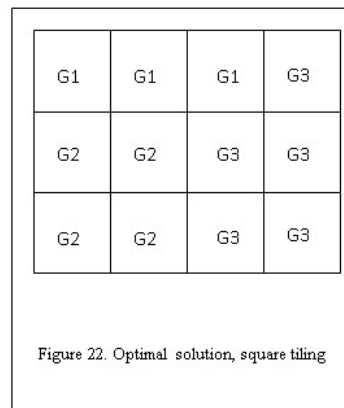 G1 G1 G1 G3
G2 G2 G3 G3
G2 G2 G3 G3
Figure 22. Optimal solution, square tiling